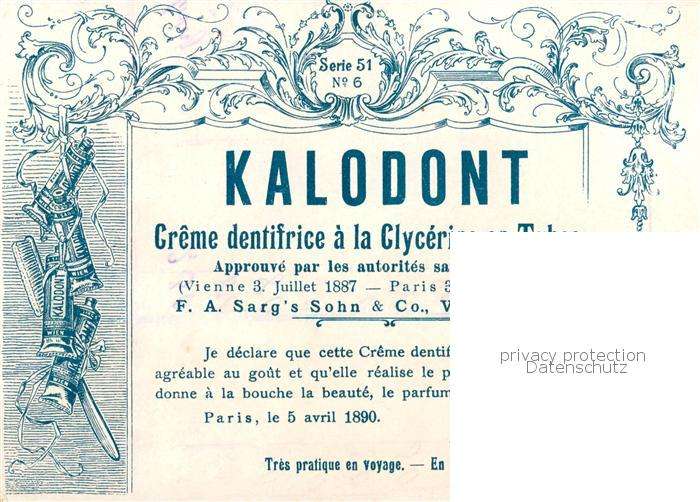 Serie 51
Nº 6
KALODONT
Crême dentifrice à la Glycérine en Tubes
Approuvé par les autorités sa
(Vienne 3. Juillet 1887 — Paris 3
F. A. Sarg's Sohn & Co., V
Je déclare que cette Crême dentif
agréable au goût et qu'elle réalise le p
donne à la bouche la beauté, le parfum
Paris, le 5 avril 1890.
Très pratique en voyage. — En
KALODONT
WIEN
privacy protection
Datenschutz